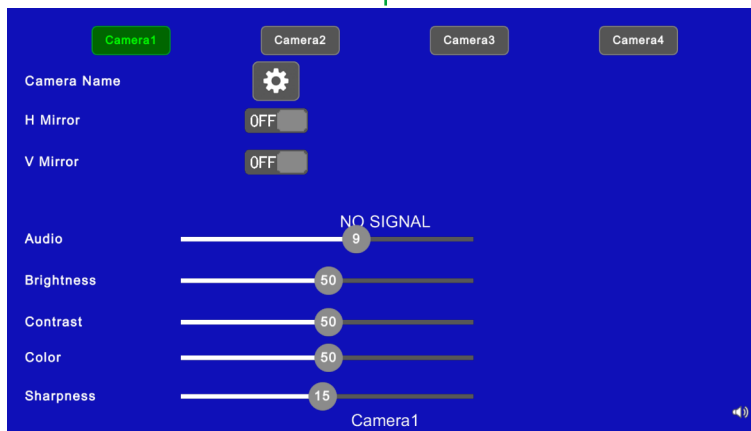 Camera1 Camera2 Camera3 Camera4
Camera Name
H Mirror OFF
V Mirror OFF
NO SIGNAL
Audio 9
Brightness 50
Contrast 50
Color 50
Sharpness 15
Camera1